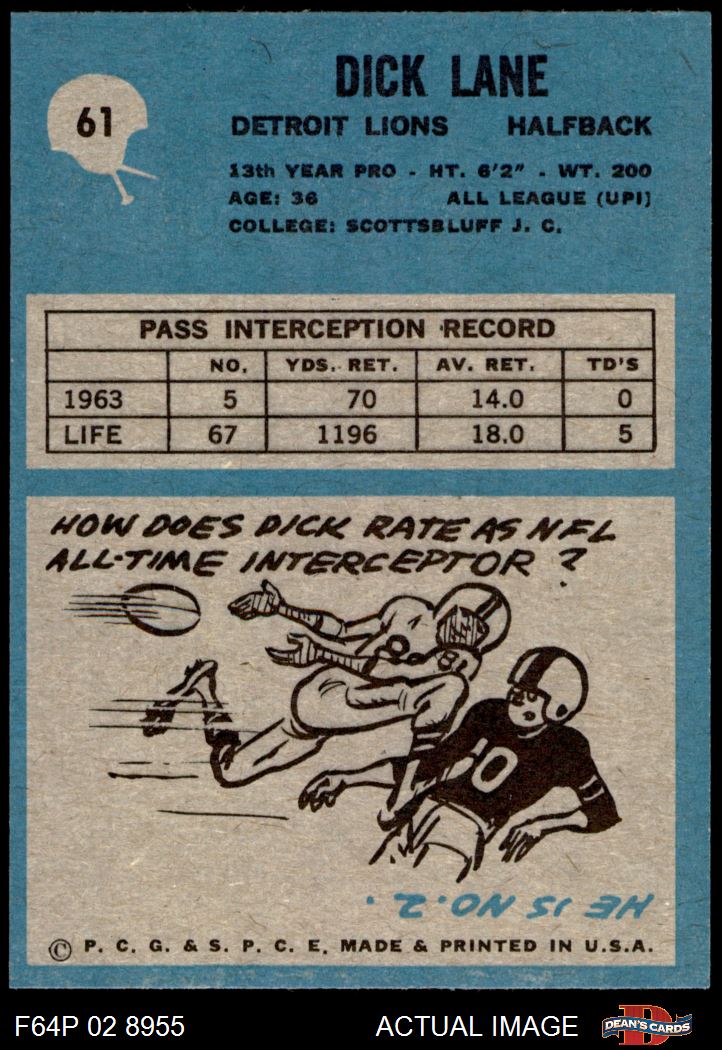 61
DICK LANE
DETROIT LIONS HALFBACK
13th YEAR PRO - HT. 6'2" - WT. 200
AGE: 36 ALL LEAGUE (UPI)
COLLEGE: SCOTTSBLUFF J. C.
PASS INTERCEPTION RECORD
NO. YDS. RET. AV. RET. TD'S
1963 5 70 14.0 0
LIFE 67 1196 18.0 5
HOW DOES DICK RATE AS NFL
ALL-TIME INTERCEPTOR?
8
10
HE IS NO. 2.
© P. C. G. & S. P. C. E. MADE & PRINTED IN U.S.A.
F64P 02 8955 ACTUAL IMAGE DEAN'S CARDS